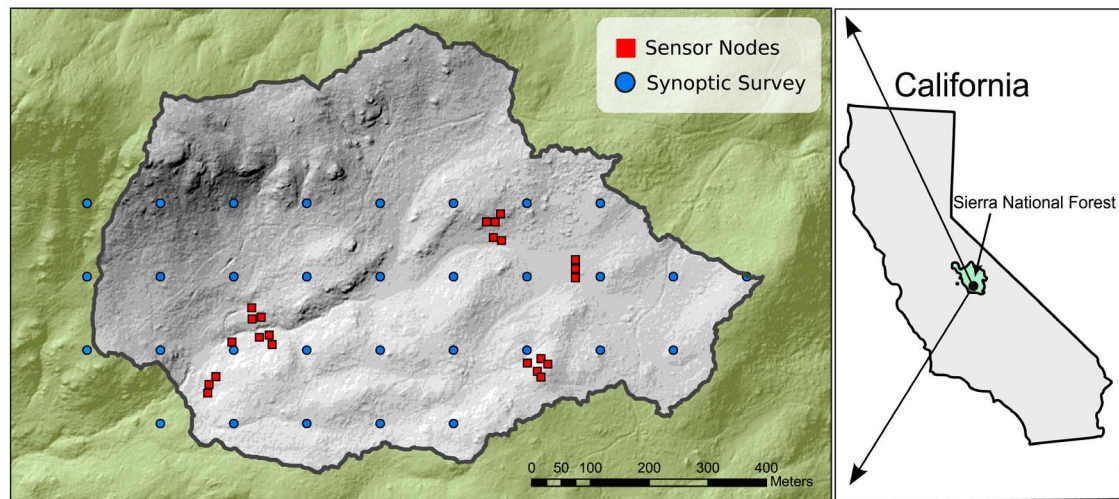 Sensor Nodes
Synoptic Survey
0 50 100 200 300 400
Meters
California
Sierra National Forest